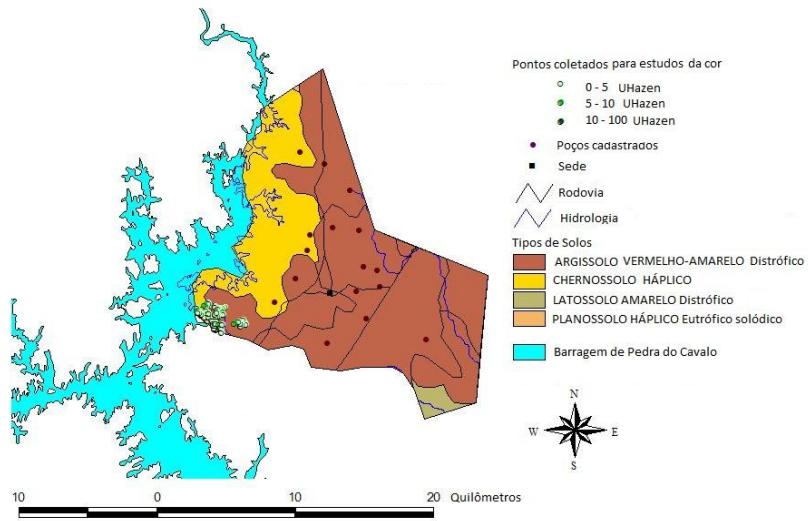 Pontos coletados para estudos da cor
0 - 5 UHazen
5 - 10 UHazen
10 - 100 UHazen
Poços cadastrados
Sede
Rodovia
Hidrologia
Tipos de Solos
ARGISSOLO VERMELHO-AMARELO Distrófico
CHERNOSSOLO HÁPLICO
LATOSSOLO AMARELO Distrófico
PLANOSSOLO HÁPLICO Eutrófico solódico
Barragem de Pedra do Cavalo
N
W E
S
10 0 10 20 Quilômetros